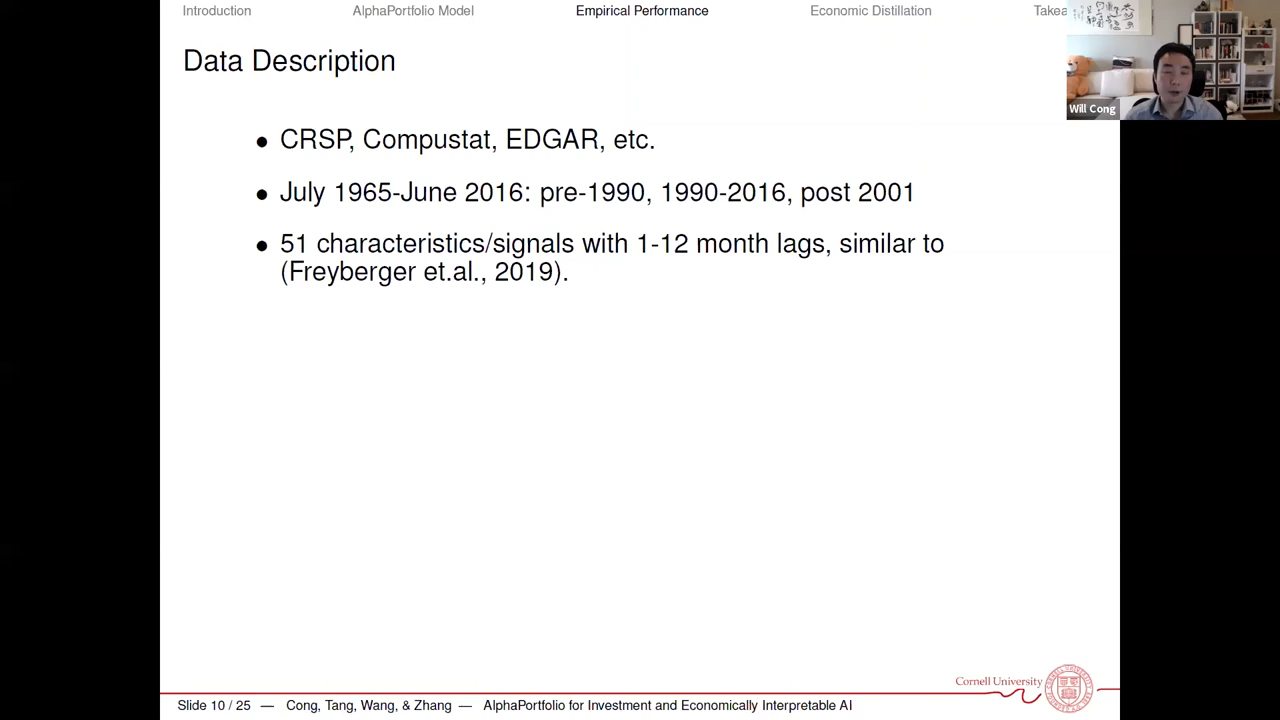 Introduction AlphaPortfolio Model Empirical Performance Economic Distillation Takea
Data Description
Will Cong
• CRSP, Compustat, EDGAR, etc.
• July 1965-June 2016: pre-1990, 1990-2016, post 2001
• 51 characteristics/signals with 1-12 month lags, similar to
(Freyberger et.al., 2019).
Cornell University
Slide 10 / 25 — Cong, Tang, Wang, & Zhang — AlphaPortfolio for Investment and Economically Interpretable AI